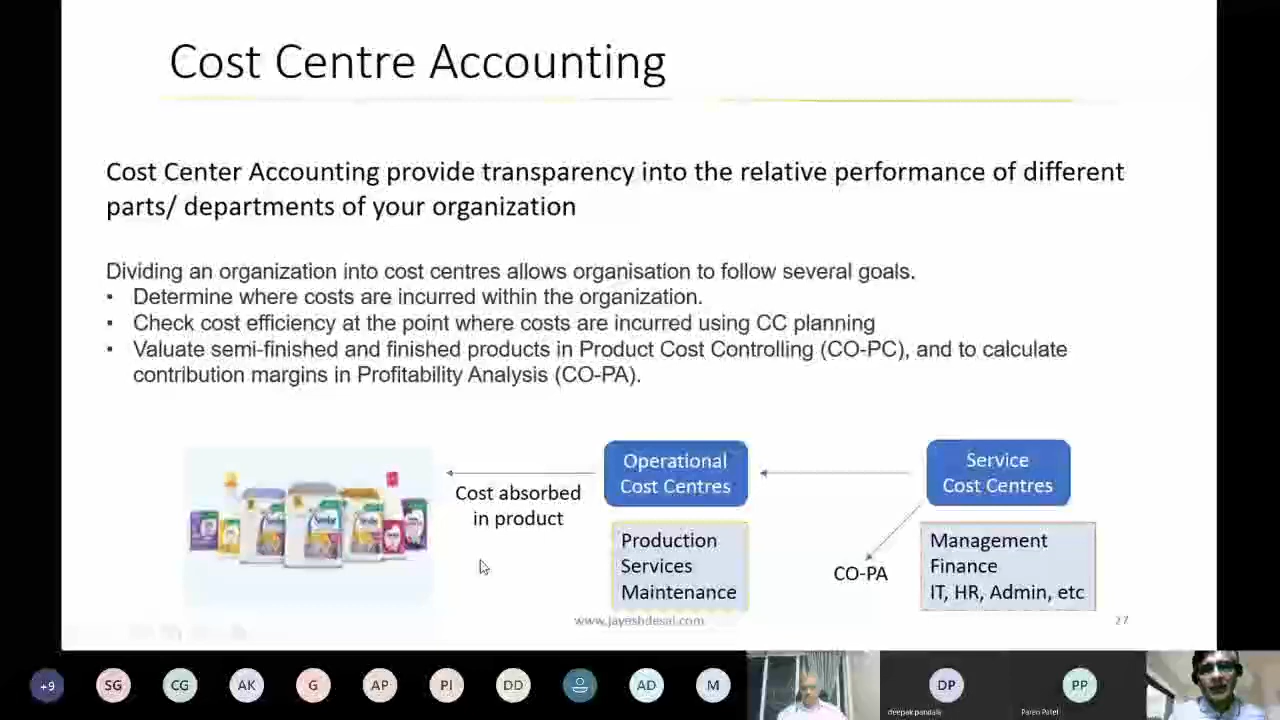 Cost Centre Accounting
Cost Center Accounting provide transparency into the relative performance of different
parts/ departments of your organization
Dividing an organization into cost centres allows organisation to follow several goals.
▪ Determine where costs are incurred within the organization.
▪ Check cost efficiency at the point where costs are incurred using CC planning
▪ Valuate semi-finished and finished products in Product Cost Controlling (CO-PC), and to calculate
contribution margins in Profitability Analysis (CO-PA).
Operational
Cost Centres
Service
Cost Centres
Cost absorbed
in product
Production
Services
Maintenance
CO-PA
Management
Finance
IT, HR, Admin, etc
www.jayeshdesai.com
27
+9
SG
CG
AK
G
AP
PI
DD
AD
M
DP
PP
deepak pandalk
Paren Patel